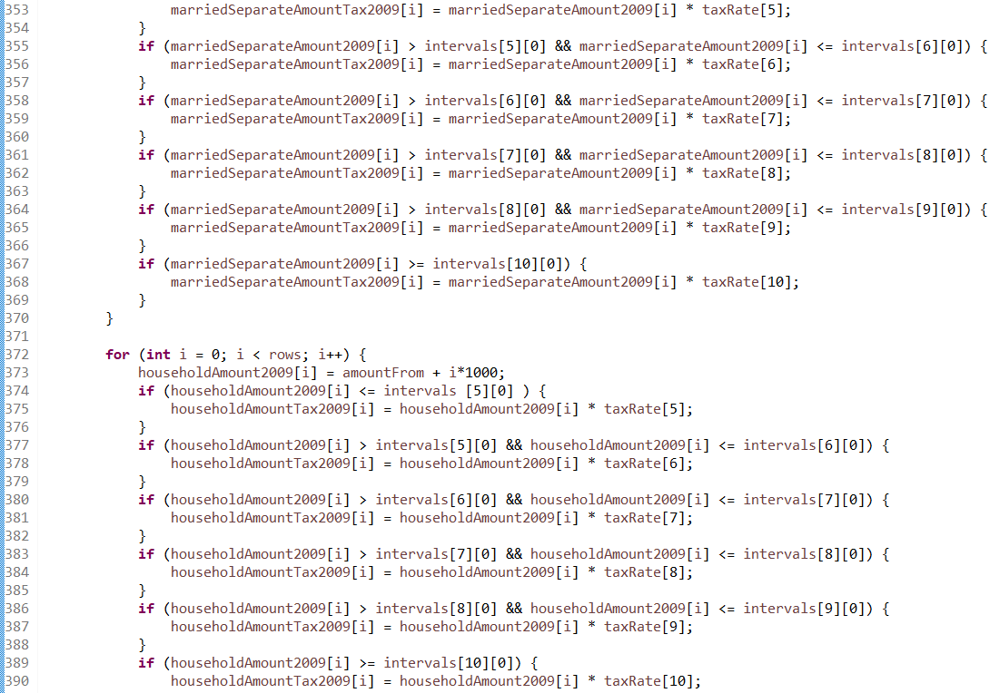 353 marriedSeparateAmountTax2009[i] = marriedSeparateAmount2009[i] * taxRate[5];
354 }
355 if (marriedSeparateAmount2009[i] > intervals[5][0] && marriedSeparateAmount2009[i] <= intervals[6][0]) {
356 marriedSeparateAmountTax2009[i] = marriedSeparateAmount2009[i] * taxRate[6];
357 }
358 if (marriedSeparateAmount2009[i] > intervals[6][0] && marriedSeparateAmount2009[i] <= intervals[7][0]) {
359 marriedSeparateAmountTax2009[i] = marriedSeparateAmount2009[i] * taxRate[7];
360 }
361 if (marriedSeparateAmount2009[i] > intervals[7][0] && marriedSeparateAmount2009[i] <= intervals[8][0]) {
362 marriedSeparateAmountTax2009[i] = marriedSeparateAmount2009[i] * taxRate[8];
363 }
364 if (marriedSeparateAmount2009[i] > intervals[8][0] && marriedSeparateAmount2009[i] <= intervals[9][0]) {
365 marriedSeparateAmountTax2009[i] = marriedSeparateAmount2009[i] * taxRate[9];
366 }
367 if (marriedSeparateAmount2009[i] >= intervals[10][0]) {
368 marriedSeparateAmountTax2009[i] = marriedSeparateAmount2009[i] * taxRate[10];
369 }
370 }
371
372 for (int i = 0; i < rows; i++) {
373 householdAmount2009[i] = amountFrom + i*1000;
374 if (householdAmount2009[i] <= intervals [5][0] ) {
375 householdAmountTax2009[i] = householdAmount2009[i] * taxRate[5];
376 }
377 if (householdAmount2009[i] > intervals[5][0] && householdAmount2009[i] <= intervals[6][0]) {
378 householdAmountTax2009[i] = householdAmount2009[i] * taxRate[6];
379 }
380 if (householdAmount2009[i] > intervals[6][0] && householdAmount2009[i] <= intervals[7][0]) {
381 householdAmountTax2009[i] = householdAmount2009[i] * taxRate[7];
382 }
383 if (householdAmount2009[i] > intervals[7][0] && householdAmount2009[i] <= intervals[8][0]) {
384 householdAmountTax2009[i] = householdAmount2009[i] * taxRate[8];
385 }
386 if (householdAmount2009[i] > intervals[8][0] && householdAmount2009[i] <= intervals[9][0]) {
387 householdAmountTax2009[i] = householdAmount2009[i] * taxRate[9];
388 }
389 if (householdAmount2009[i] >= intervals[10][0]) {
390 householdAmountTax2009[i] = householdAmount2009[i] * taxRate[10];